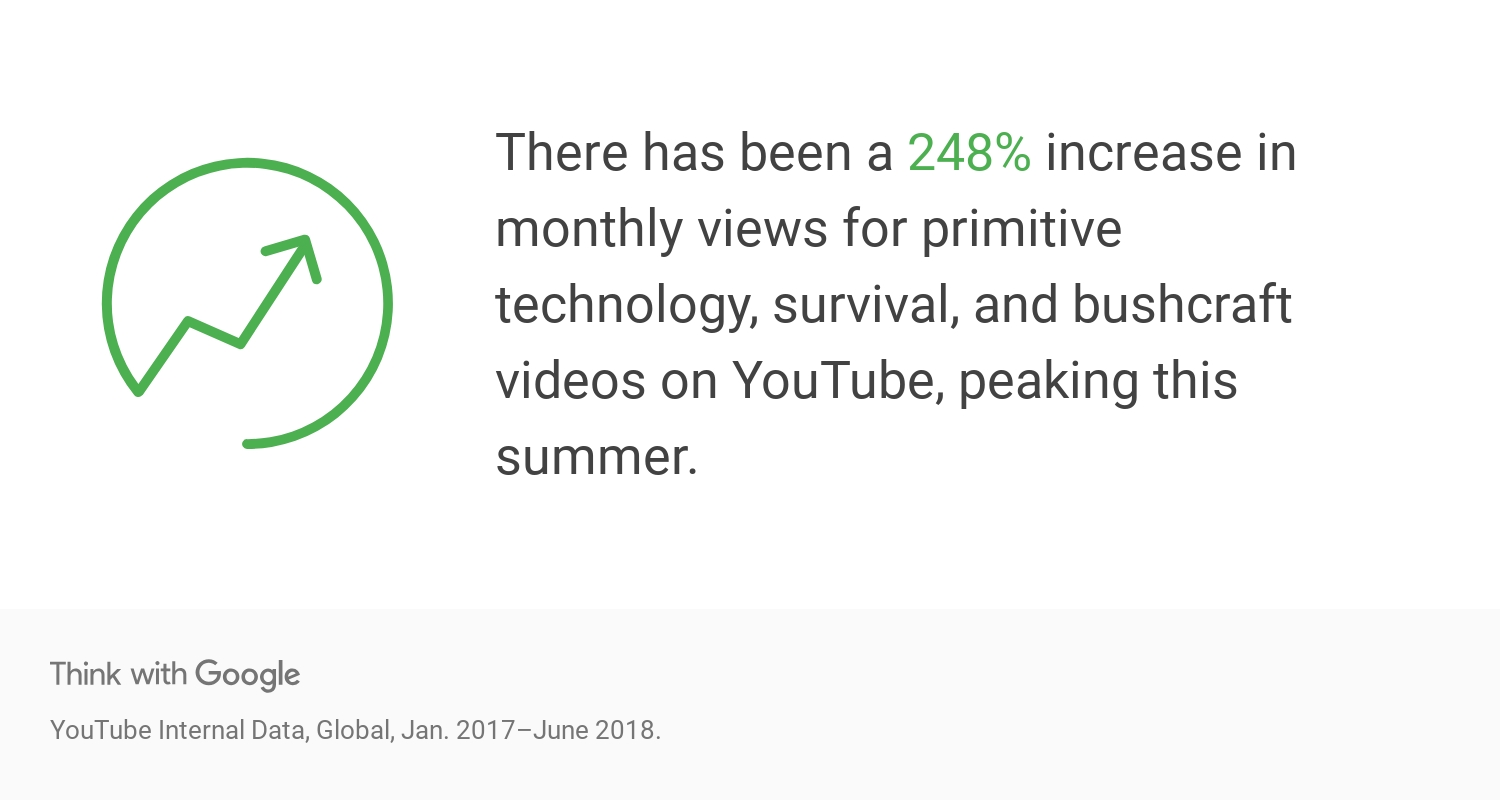 There has been a 248% increase in
monthly views for primitive
technology, survival, and bushcraft
videos on YouTube, peaking this
summer.
Think with Google
YouTube Internal Data, Global, Jan. 2017–June 2018.